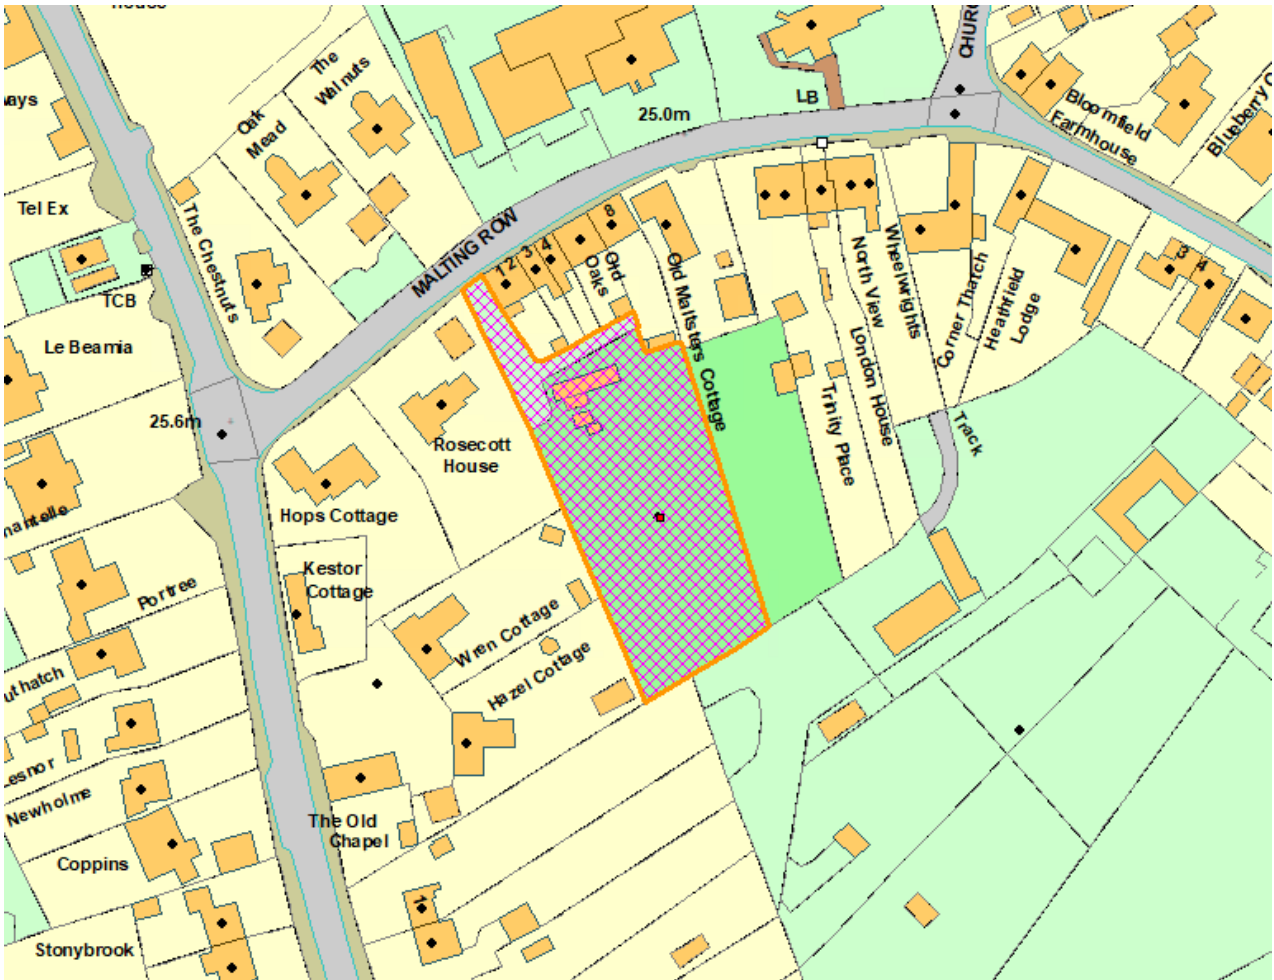 The
Walnuts
CHURC
25.0m
LB
Oak
Mead
Bloomfield
Farmhouse
Blueberry C
Tel Ex
The Chestnuts
MALTING ROW
8
1 2 3 4
Old
Oaks
Old Maltsters Cottage
North View
Wheelwrights
London House
Corner Thatch
Heathfield
Lodge
3 4
TCB
Le Beamia
25.6m
Rosecott
House
Trinity Place
Track
Hops Cottage
Kestor
Cottage
Portree
Wren Cottage
Hazel Cottage
Newholme
The Old
Chapel
Coppins
1
Stonybrook